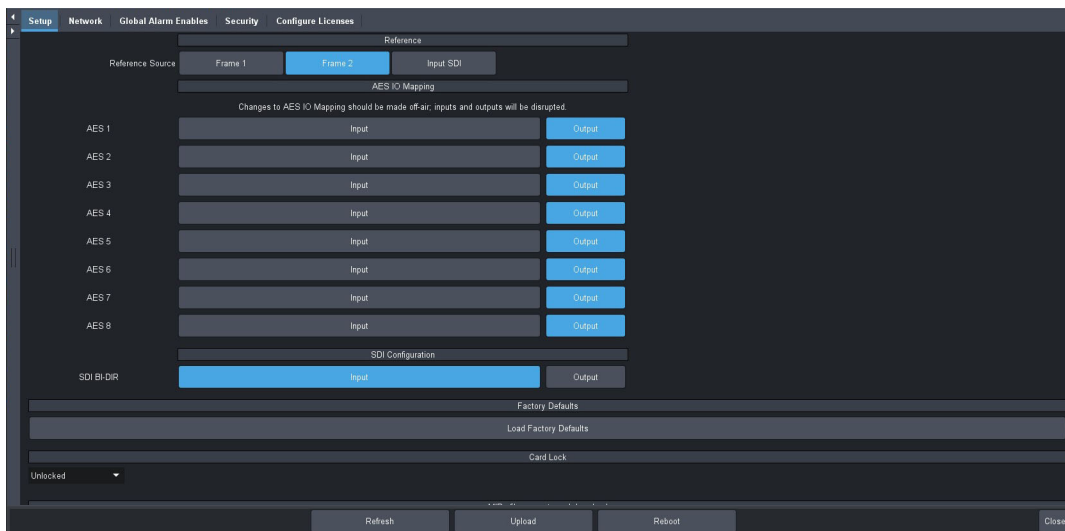 Setup Network Global Alarm Enables Security Configure Licenses
Reference
Reference Source Frame 1 Frame 2 Input SDI
AES IO Mapping
Changes to AES IO Mapping should be made off-air; inputs and outputs will be disrupted.
AES 1 Input Output
AES 2 Input Output
AES 3 Input Output
AES 4 Input Output
AES 5 Input Output
AES 6 Input Output
AES 7 Input Output
AES 8 Input Output
SDI Configuration
SDI BI-DIR Input Output
Factory Defaults
Load Factory Defaults
Card Lock
Unlocked
Refresh Upload Reboot Close